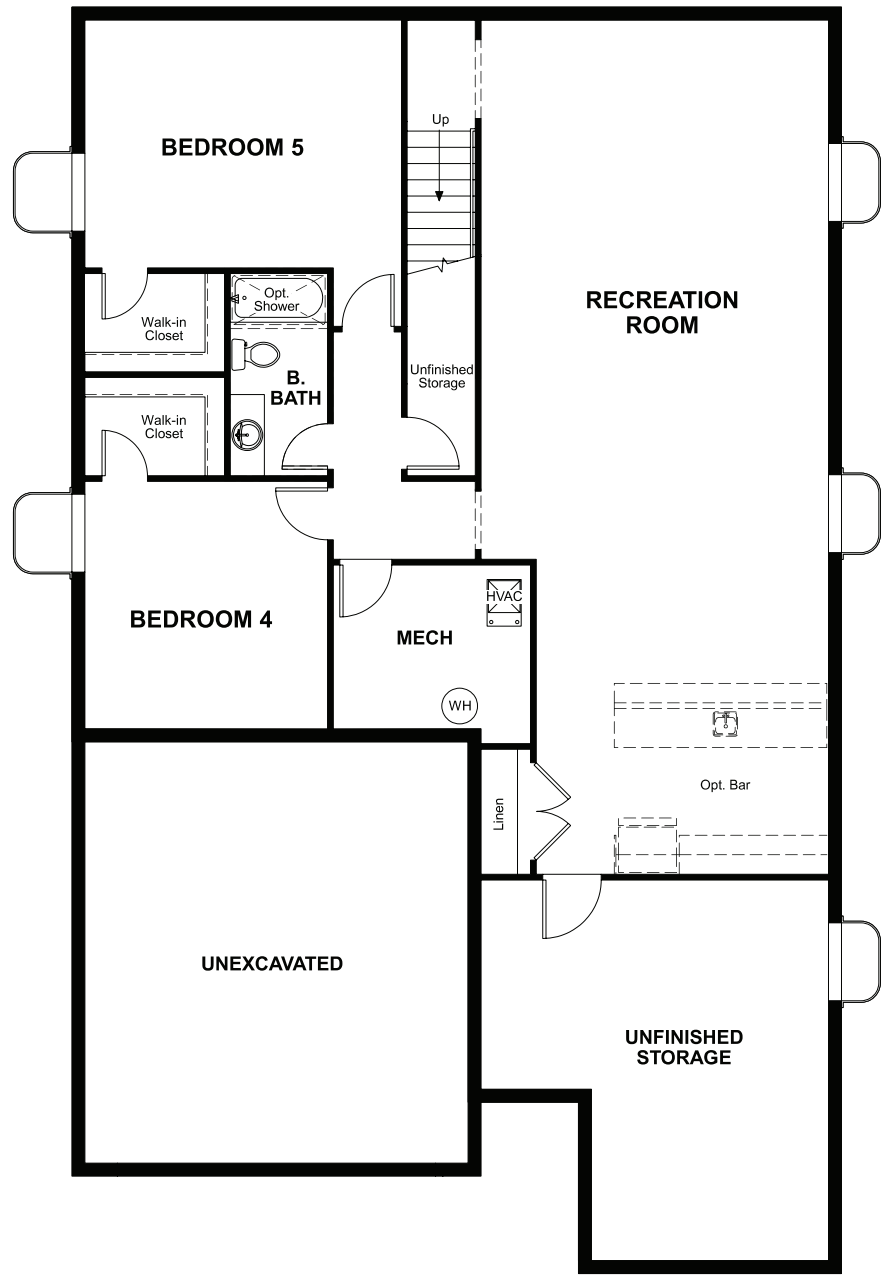 Up
BEDROOM 5
Opt.
Shower
RECREATION
ROOM
Walk-in
Closet
Unfinished
Storage
B.
BATH
Walk-in
Closet
HVAC
BEDROOM 4
MECH
WH
Opt. Bar
Linen
UNEXCAVATED
UNFINISHED
STORAGE